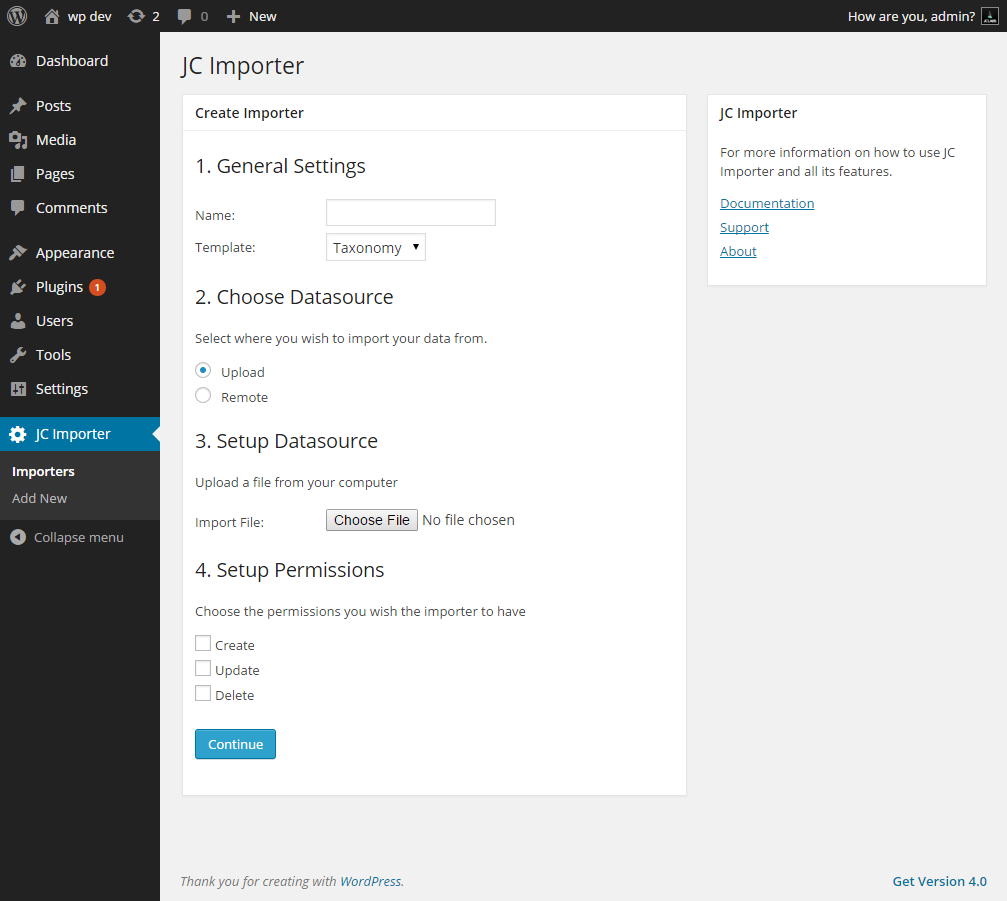 wp dev 2 0 New How are you, admin?
Dashboard
Posts
Media
Pages
Comments
Appearance
Plugins 1
Users
Tools
Settings
JC Importer
Importers
Add New
Collapse menu
JC Importer
Create Importer
1. General Settings
Name:
Template: Taxonomy
2. Choose Datasource
Select where you wish to import your data from.
Upload
Remote
3. Setup Datasource
Upload a file from your computer
Import File: Choose File No file chosen
4. Setup Permissions
Choose the permissions you wish the importer to have
Create
Update
Delete
Continue
JC Importer
For more information on how to use JC
Importer and all its features.
Documentation
Support
About
Thank you for creating with WordPress. Get Version 4.0